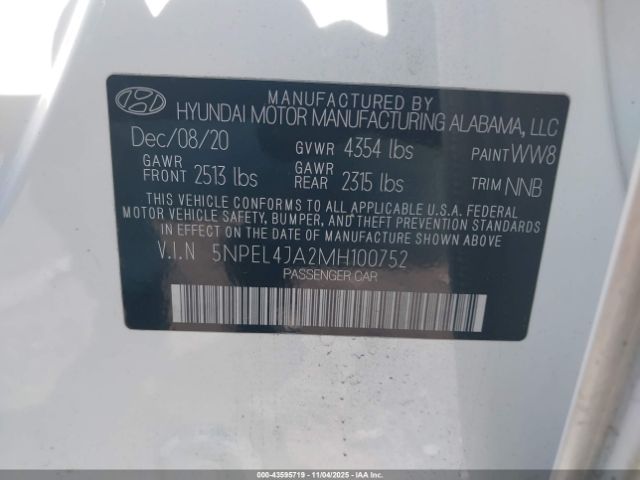 MANUFACTURED BY
HYUNDAI MOTOR MANUFACTURING ALABAMA, LLC
Dec/08/20 GVWR 4354 lbs PAINT WW8
GAWR FRONT 2513 lbs GAWR REAR 2315 lbs TRIM NNB
THIS VEHICLE CONFORMS TO ALL APPLICABLE U.S.A. FEDERAL
MOTOR VEHICLE SAFETY, BUMPER, AND THEFT PREVENTION STANDARDS
IN EFFECT ON THE DATE OF MANUFACTURE SHOWN ABOVE.
V.I.N 5NPEL4JA2MH100752
PASSENGER CAR
000-43595719 - 11/04/2025 - COPYRIGHT IAA, LLC.